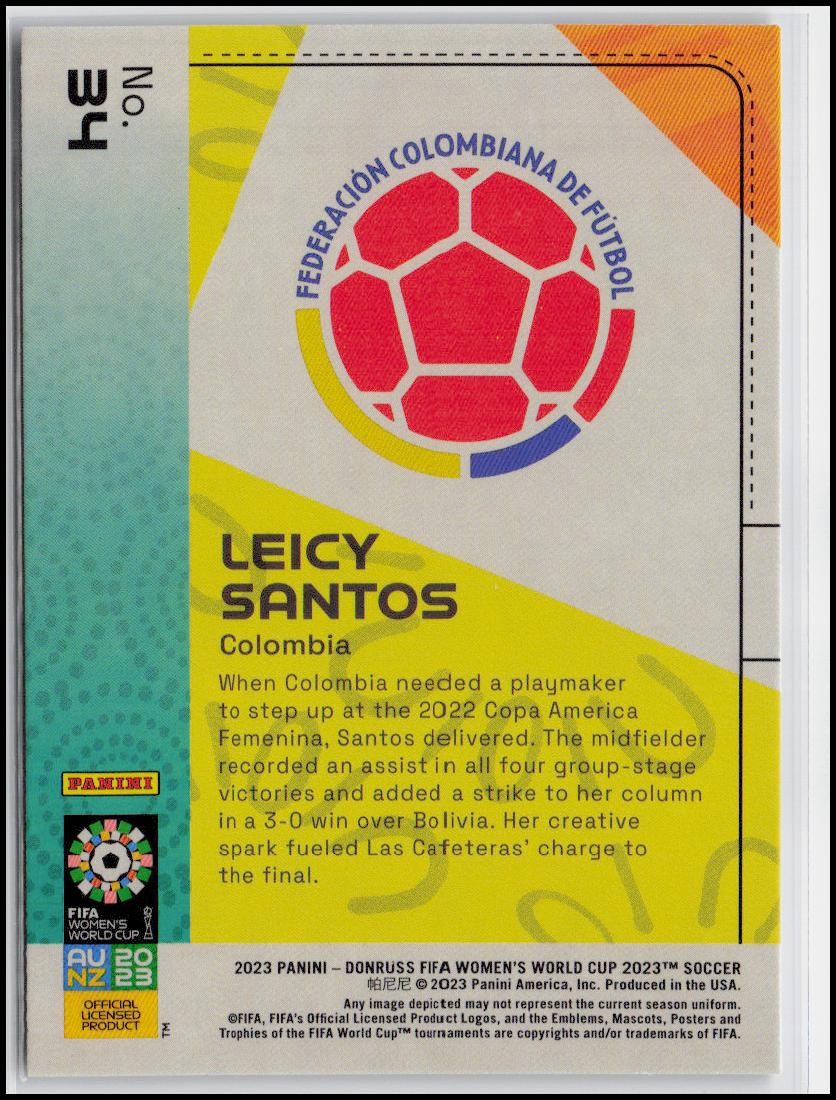 No.
34
FEDERACIÓN COLOMBIANA DE FÚTBOL
LEICY
SANTOS
Colombia
When Colombia needed a playmaker
to step up at the 2022 Copa America
Femenina, Santos delivered. The midfielder
recorded an assist in all four group-stage
victories and added a strike to her column
in a 3-0 win over Bolivia. Her creative
spark fueled Las Cafeteras' charge to
the final.
PANINI
FIFA
WOMEN'S
WORLD CUP
AU 20
NZ 23
OFFICIAL
LICENSED
PRODUCT
TM
2023 PANINI – DONRUSS FIFA WOMEN'S WORLD CUP 2023™ SOCCER
帕尼尼 © 2023 Panini America, Inc. Produced in the USA.
Any image depicted may not represent the current season uniform.
©FIFA, FIFA's Official Licensed Product Logos, and the Emblems, Mascots, Posters and
Trophies of the FIFA World Cup™ tournaments are copyrights and/or trademarks of FIFA.